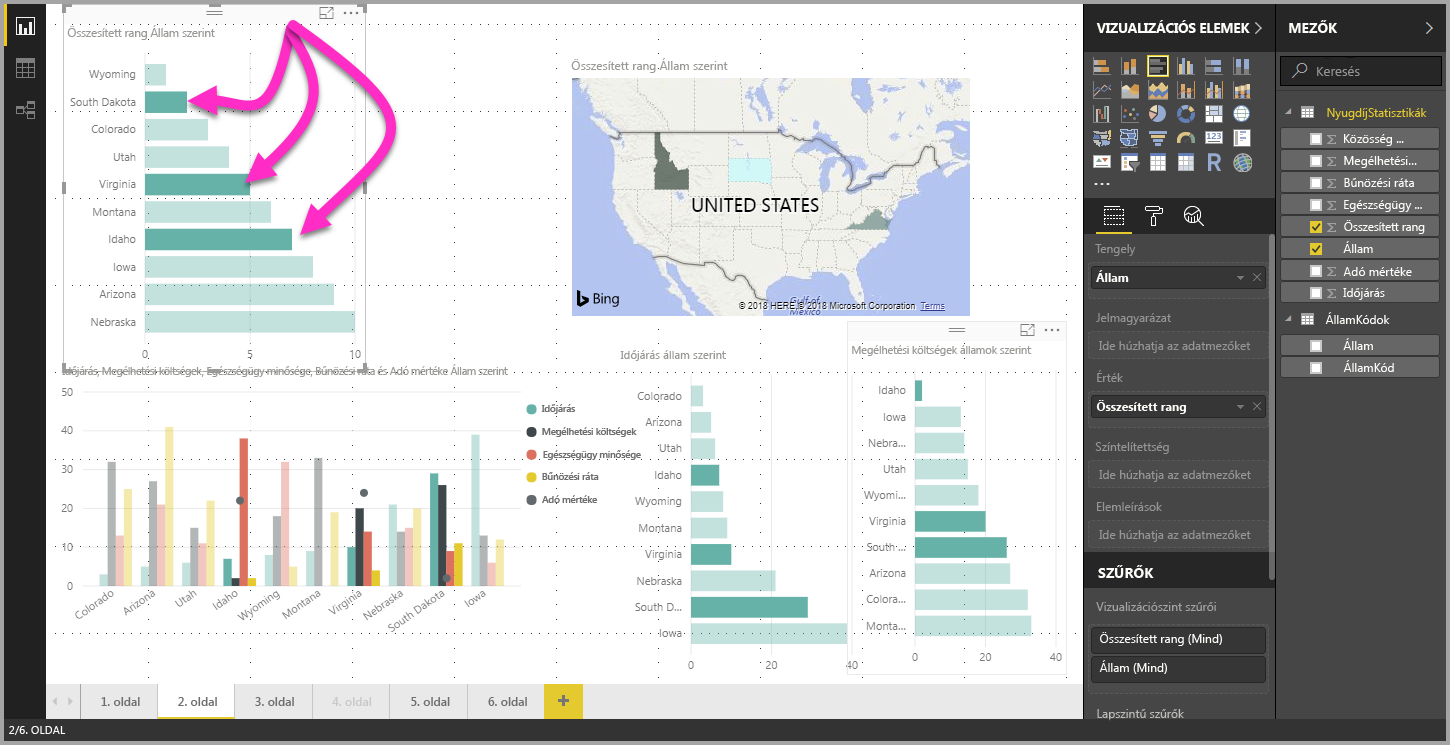 Összesített rang Állam szerint
Wyoming
South Dakota
Colorado
Utah
Virginia
Montana
Idaho
Iowa
Arizona
Nebraska
0 5 10
Összesített rang Állam szerint
UNITED STATES
Gulf of
Mexico
Bing
© 2018 HERE © 2018 Microsoft Corporation Terms
Időjárás, Megélhetési költségek, Egészségügy minősége, Bűnözési ráta és Adó mértéke Állam szerint
50
40
30
20
10
0
Colorado Arizona Utah Idaho Wyoming Montana Virginia Nebraska South Dakota Iowa
Időjárás
Megélhetési költségek
Egészségügy minősége
Bűnözési ráta
Adó mértéke
Időjárás állam szerint
Colorado
Arizona
Utah
Idaho
Wyoming
Montana
Virginia
Nebraska
South D...
Iowa
0 20 40
Megélhetési költségek államok szerint
Idaho
Iowa
Nebra...
Utah
Wyomi...
Virginia
South ...
Arizona
Colora...
Monta...
0 20 40
1. oldal 2. oldal 3. oldal 4. oldal 5. oldal 6. oldal +
2/6. OLDAL
VIZUALIZÁCIÓS ELEMEK
123
R
Tengely
Állam
Jelmagyarázat
Ide húzhatja az adatmezőket
Érték
Összesített rang
Színtelítettség
Ide húzhatja az adatmezőket
Elemleírások
Ide húzhatja az adatmezőket
SZŰRŐK
Vizualizációszint szűrői
Összesített rang (Mind)
Állam (Mind)
Lapszintű szűrők
MEZŐK
Keresés
NyugdíjStatisztikák
Közösség ...
Megélhetési...
Bűnözési ráta
Egészségügy ...
Összesített rang
Állam
Adó mértéke
Időjárás
ÁllamKódok
Állam
ÁllamKód